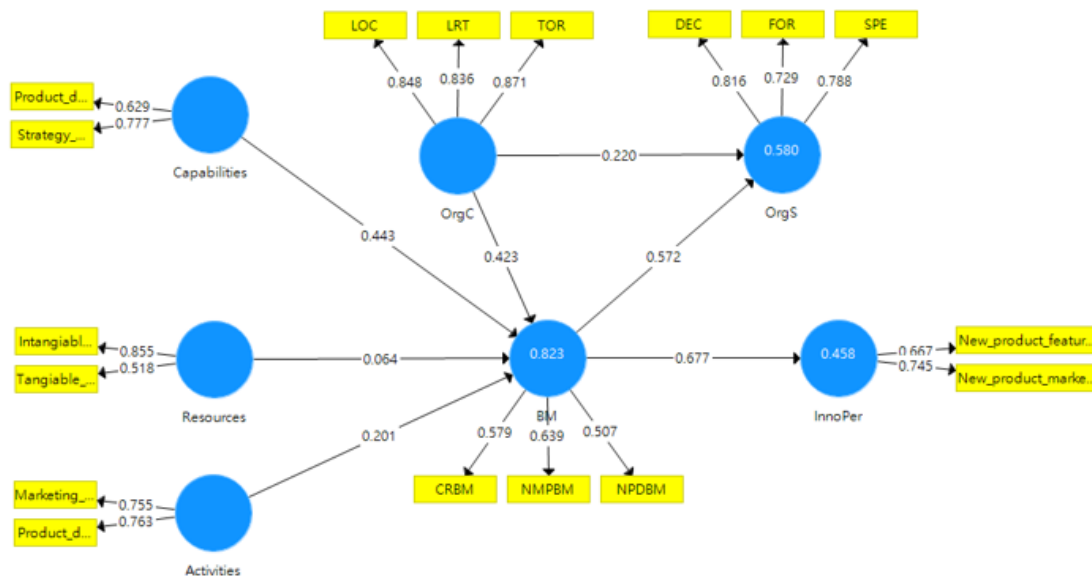 LOC
LRT
TOR
DEC
FOR
SPE
0.848
0.836
0.871
0.816
0.729
0.788
Product_d...
0.629
Strategy_...
0.777
Capabilities
OrgC
0.220
0.580
OrgS
0.443
0.423
0.572
Intangiabl...
0.855
Tangiable_...
0.518
Resources
0.064
0.823
BM
0.677
0.458
InnoPer
0.667
New_product_featur...
0.745
New_product_marke...
0.201
0.579
0.639
0.507
CRBM
NMPBM
NPDBM
Marketing_...
0.755
Product_d...
0.763
Activities